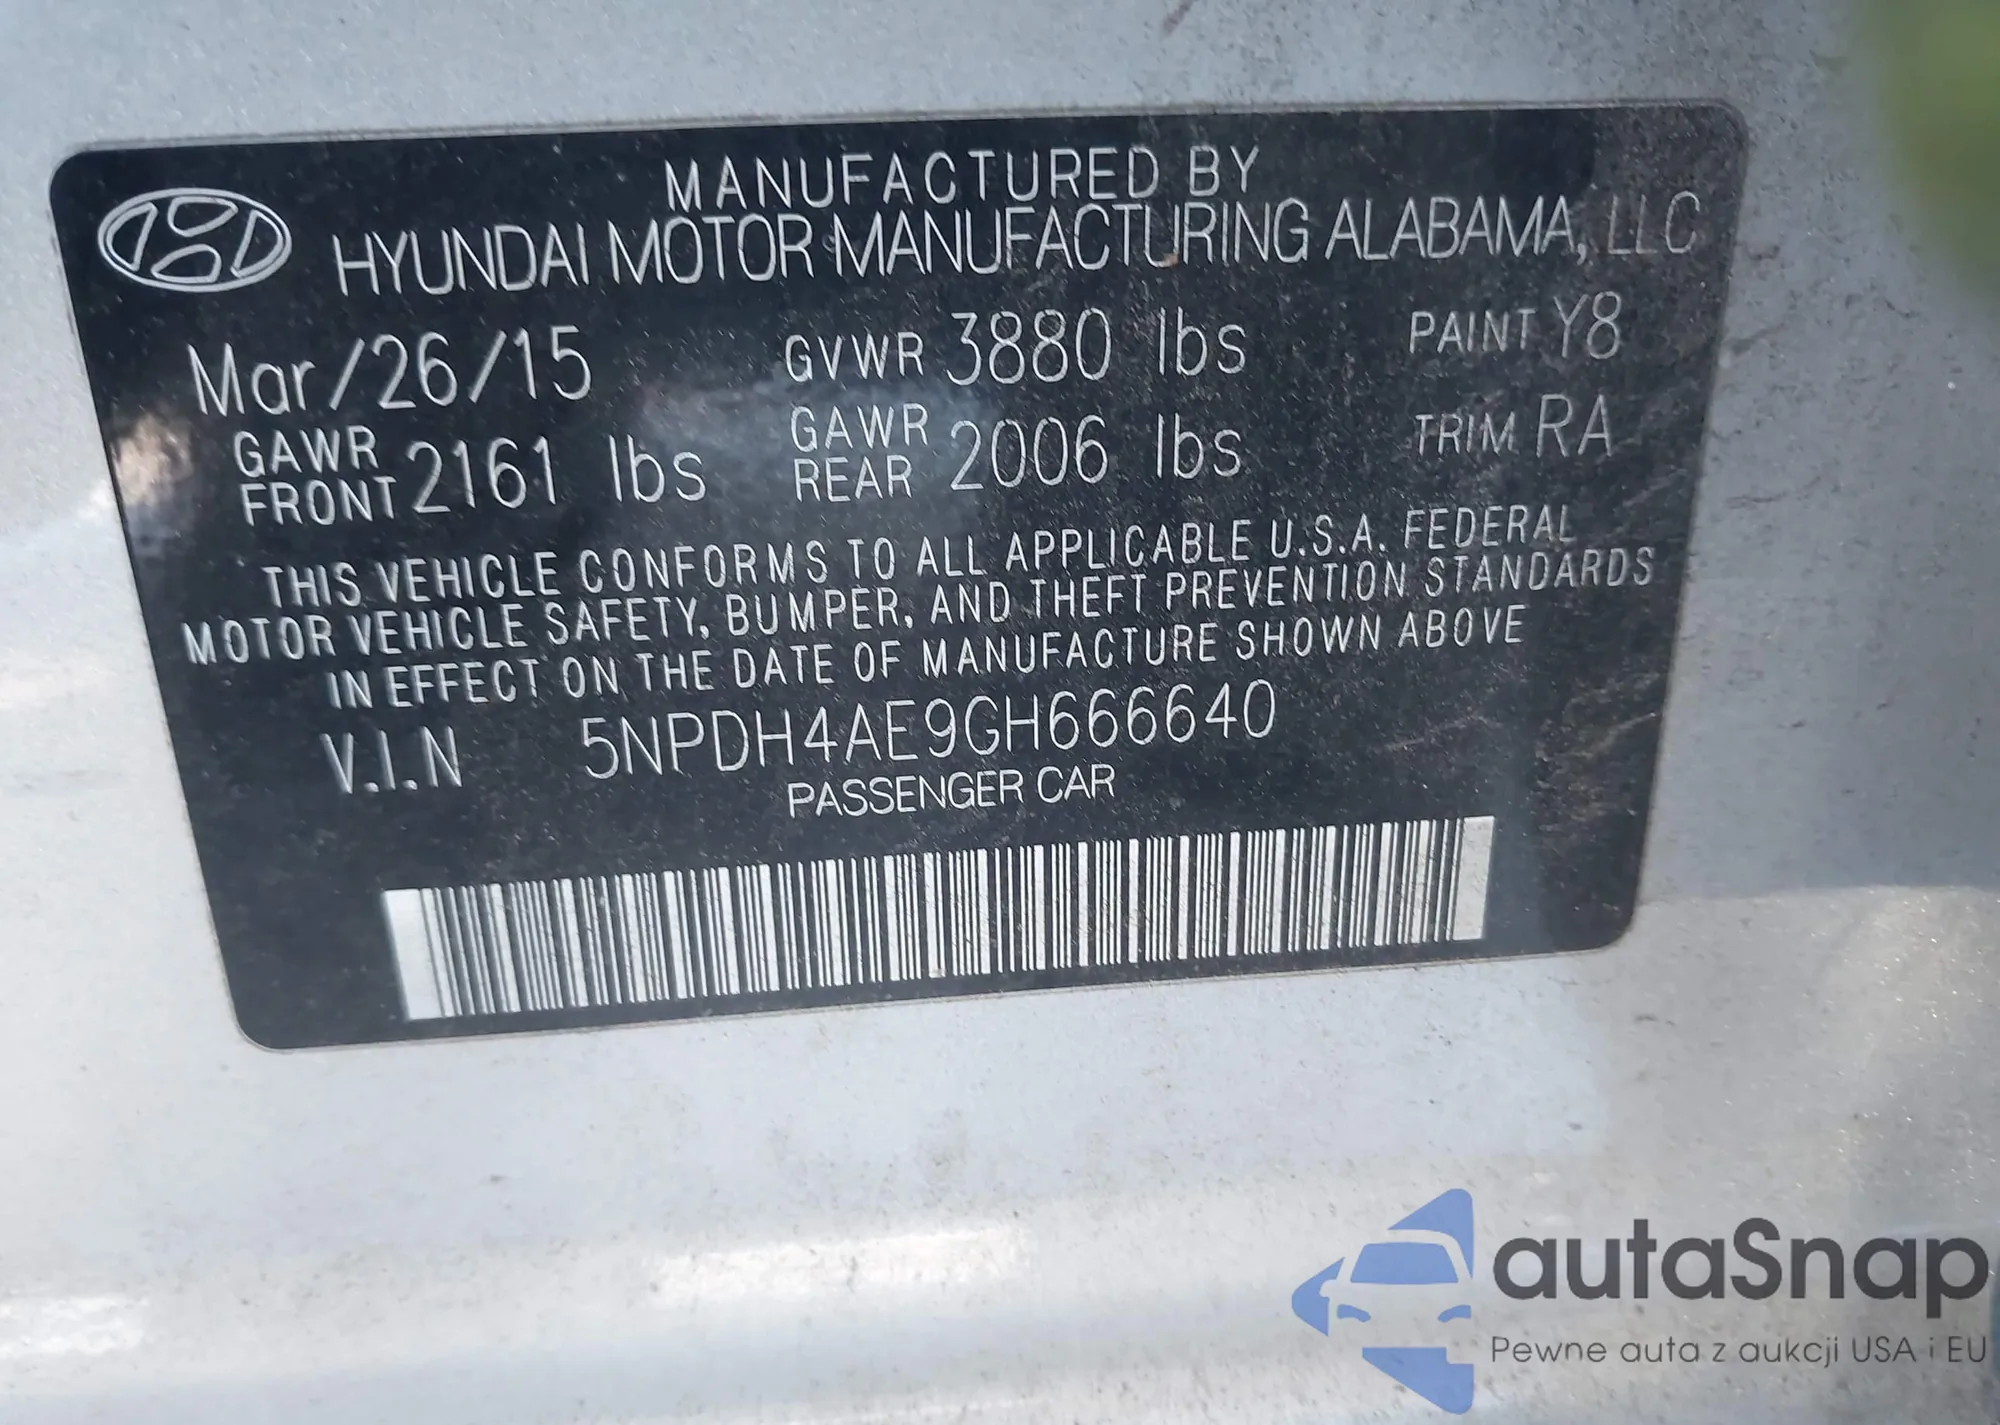 MANUFACTURED BY
HYUNDAI MOTOR MANUFACTURING ALABAMA, LLC
Mar/26/15 GVWR 3880 lbs PAINT Y8
GAWR FRONT 2161 lbs GAWR REAR 2006 lbs TRIM RA
THIS VEHICLE CONFORMS TO ALL APPLICABLE U.S.A. FEDERAL
MOTOR VEHICLE SAFETY, BUMPER, AND THEFT PREVENTION STANDARDS
IN EFFECT ON THE DATE OF MANUFACTURE SHOWN ABOVE
V.I.N 5NPDH4AE9GH666640
PASSENGER CAR
autaSnap
Pewne auta z aukcji USA i EU